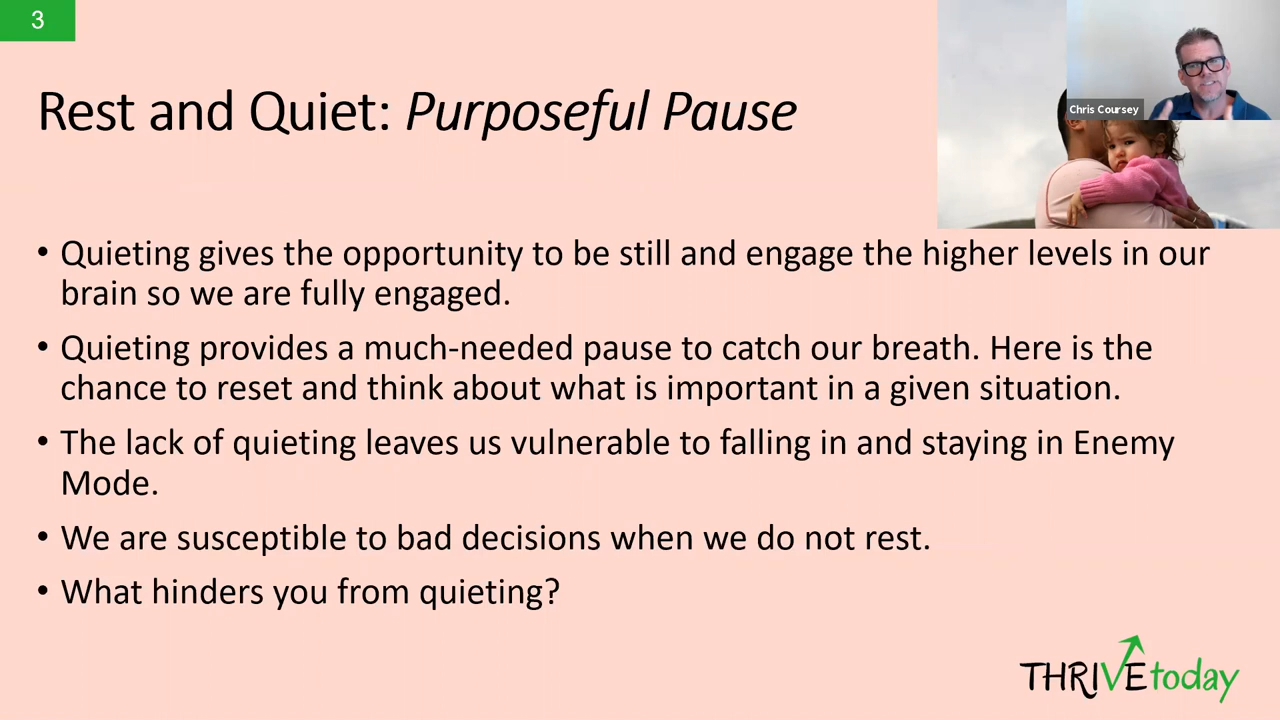 3
Rest and Quiet: Purposeful Pause
Chris Coursey
• Quieting gives the opportunity to be still and engage the higher levels in our
brain so we are fully engaged.
• Quieting provides a much-needed pause to catch our breath. Here is the
chance to reset and think about what is important in a given situation.
• The lack of quieting leaves us vulnerable to falling in and staying in Enemy
Mode.
• We are susceptible to bad decisions when we do not rest.
• What hinders you from quieting?
THRIVEtoday